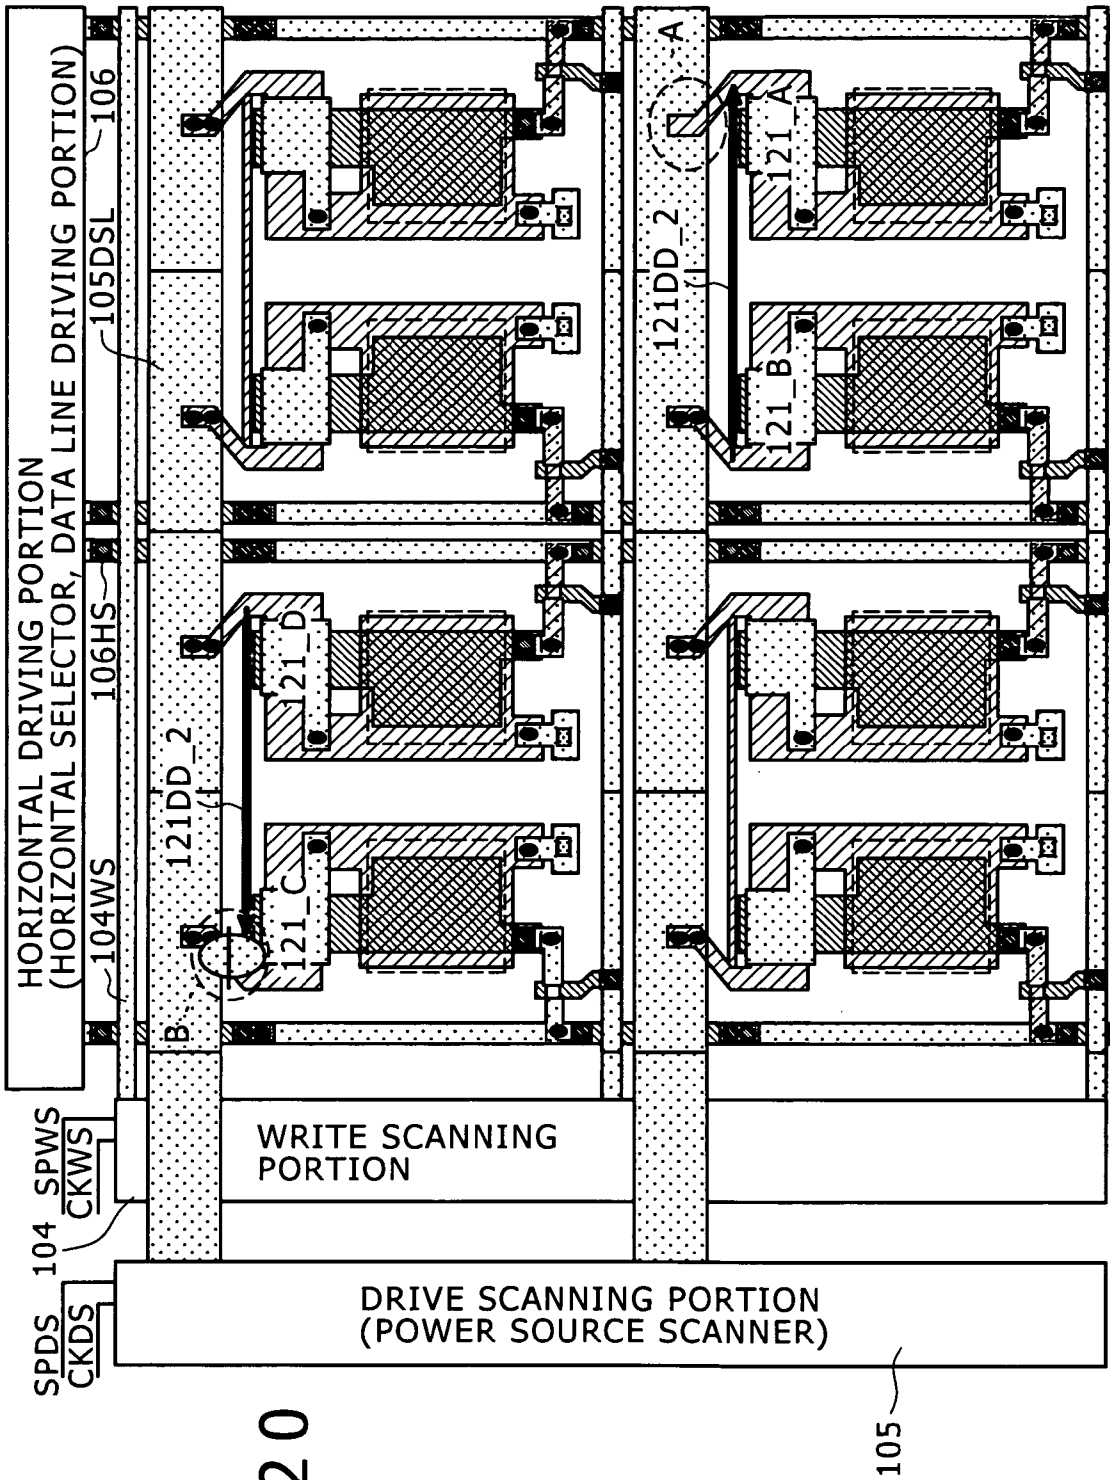 HORIZONTAL DRIVING PORTION
(HORIZONTAL SELECTOR, DATA LINE DRIVING PORTION)
106
105DSL
106HS
104WS
A
121DD_2
121_A
121_B
121DD_2
121_D
121_C
B
SPWS
CKWS
104
WRITE SCANNING
PORTION
SPDS
CKDS
DRIVE SCANNING PORTION
(POWER SOURCE SCANNER)
105
20